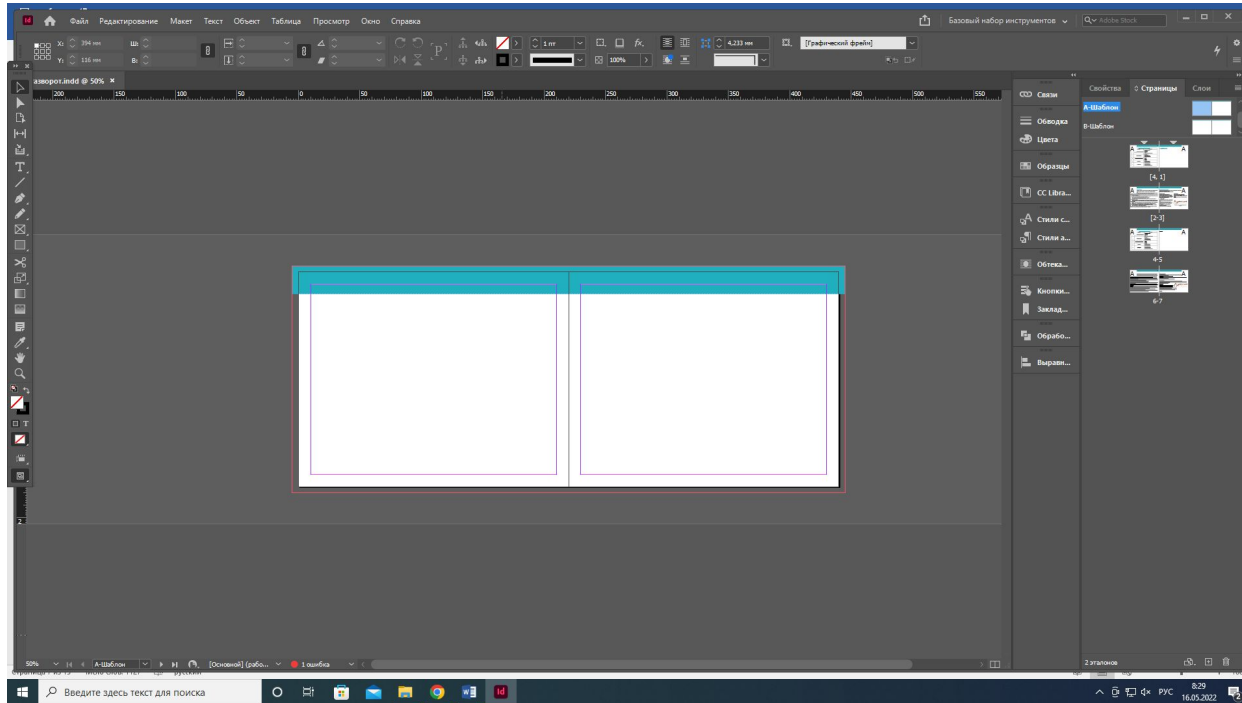 Файл Редактирование Макет Текст Объект Таблица Просмотр Окно Справка
Базовый набор инструментов
Adobe Stock
X: 394 мм
Ш:
1 пт
4,233 мм
[Графический фрейм]
Y: 116 мм
В:
100%
азворот.indd @ 50%
200 150 100 50 0 50 100 150 200 250 300 350 400 450 500 550
Связи
Обводка
Цвета
Образцы
CC Libra...
Стили с...
Стили а...
Обтека...
Кнопки...
Заклад...
Обрабо...
Выравн...
Свойства Страницы Слои
A-Шаблон
B-Шаблон
A A
[4, 1]
A A
[2-3]
A A
4-5
A A
6-7
2 эталонов
50% A-Шаблон [Основной] (рабо... 1 ошибка
Введите здесь текст для поиска
РУС
8:29
16.05.2022